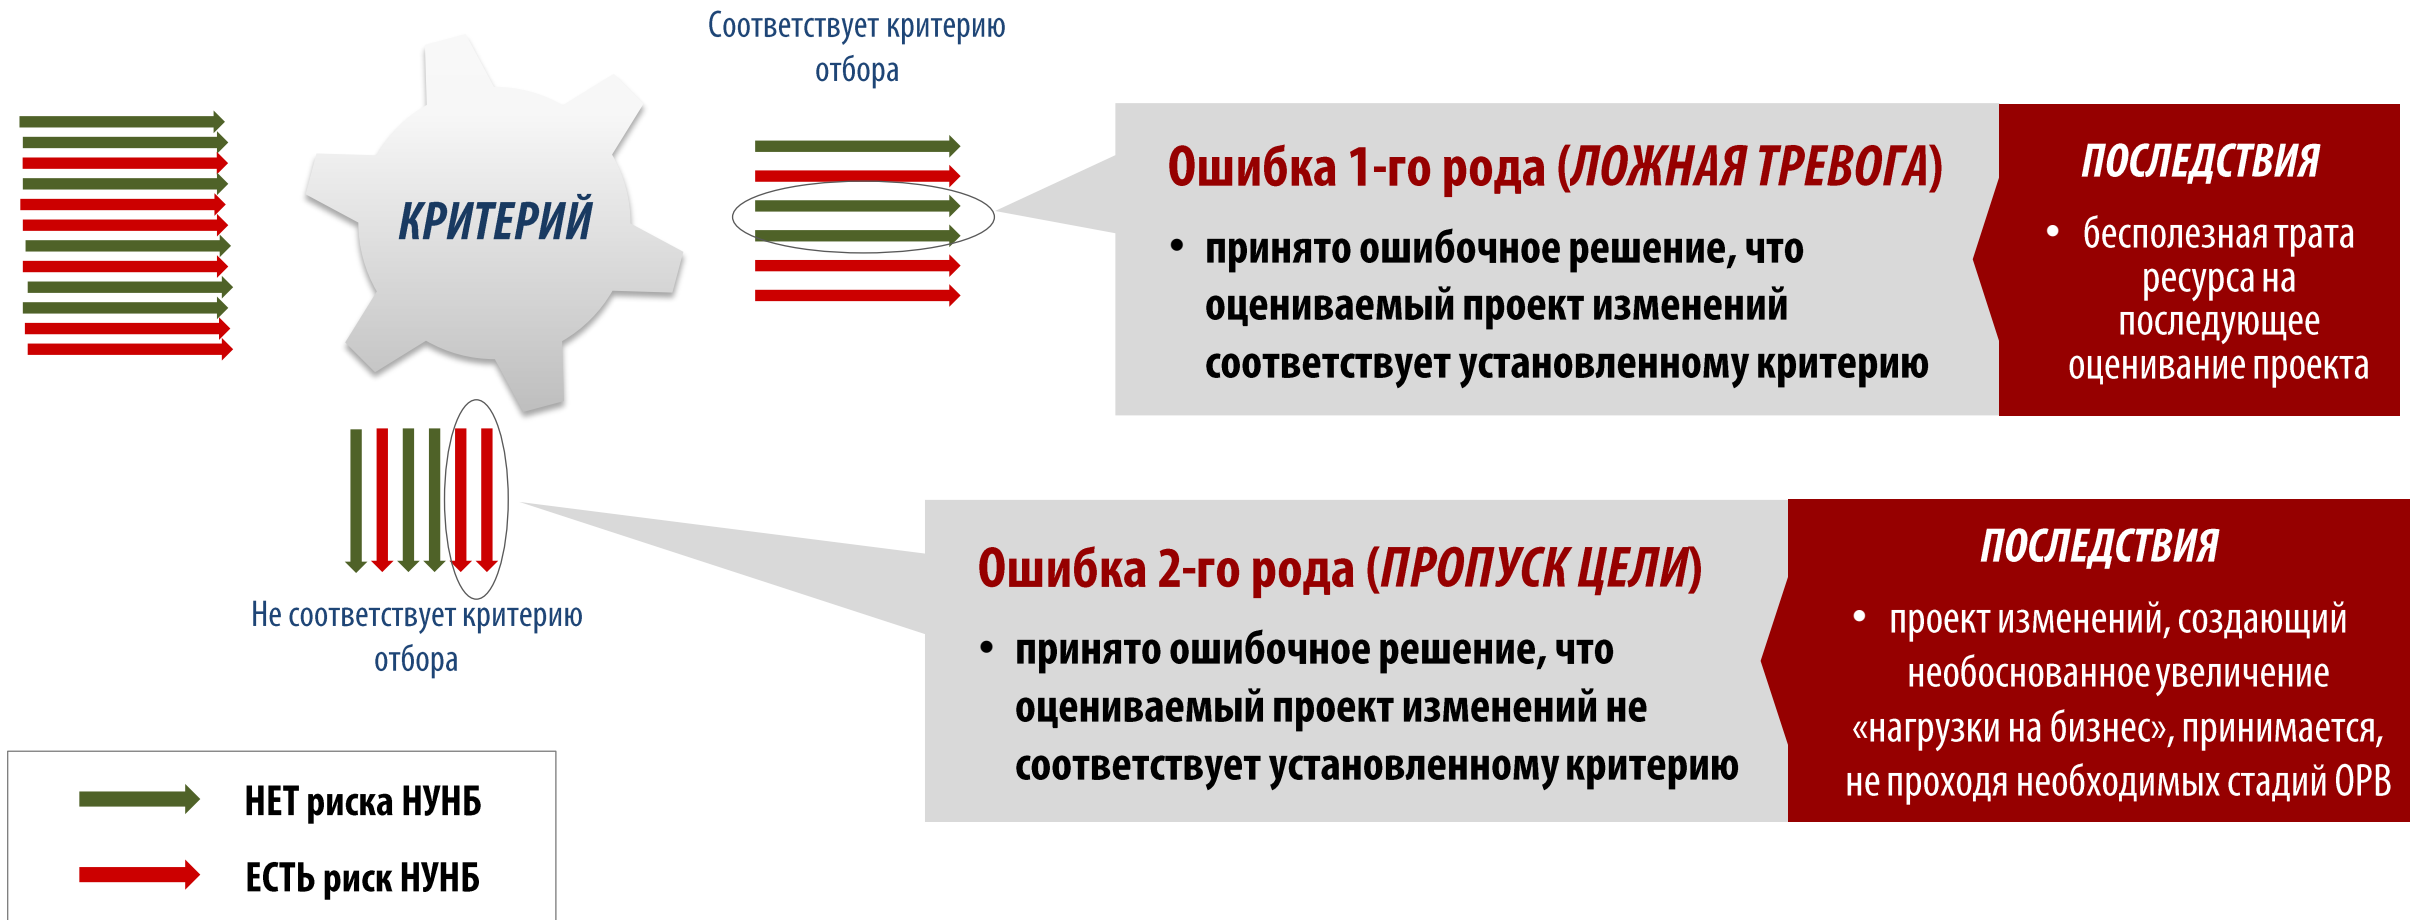 Соответствует критерию
отбора
КРИТЕРИЙ
Ошибка 1-го рода (ЛОЖНАЯ ТРЕВОГА)
• принято ошибочное решение, что
оцениваемый проект изменений
соответствует установленному критерию
ПОСЛЕДСТВИЯ
• бесполезная трата
ресурса на
последующее
оценивание проекта
Не соответствует критерию
отбора
Ошибка 2-го рода (ПРОПУСК ЦЕЛИ)
• принято ошибочное решение, что
оцениваемый проект изменений не
соответствует установленному критерию
ПОСЛЕДСТВИЯ
• проект изменений, создающий
необоснованное увеличение
«нагрузки на бизнес», принимается,
не проходя необходимых стадий ОРВ
НЕТ риска НУНБ
ЕСТЬ риск НУНБ